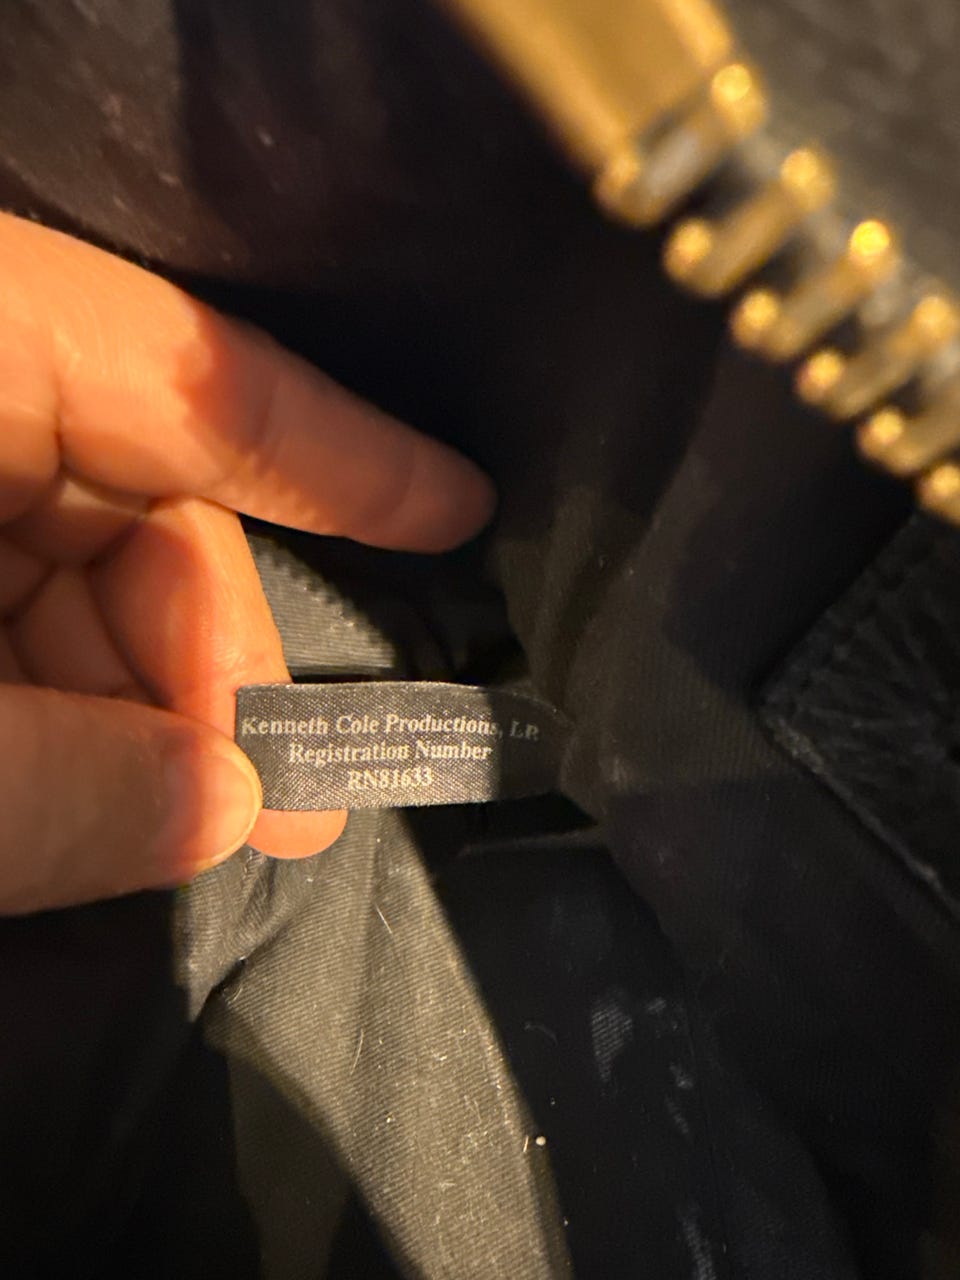 Kenneth Cole Productions, LP.
Registration Number
RN81633